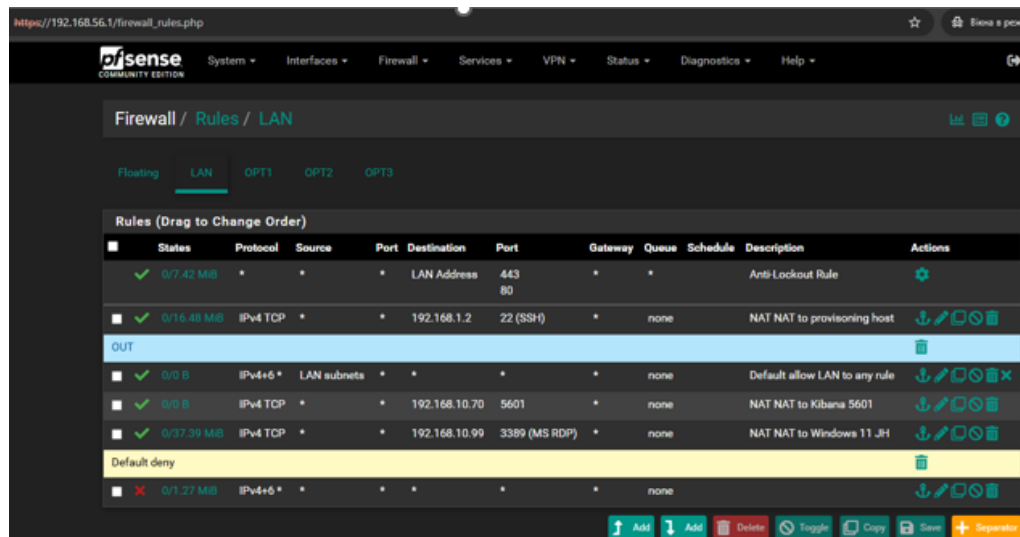 https://192.168.56.1/firewall_rules.php
pfsense
COMMUNITY EDITION
System Interfaces Firewall Services VPN Status Diagnostics Help
Firewall / Rules / LAN
Floating LAN OPT1 OPT2 OPT3
Rules (Drag to Change Order)
States Protocol Source Port Destination Port Gateway Queue Schedule Description Actions
0/7.42 MiB * * * LAN Address 443 * * Anti-Lockout Rule
80
0/16.48 MiB IPv4 TCP * * 192.168.1.2 22 (SSH) * none NAT NAT to provisoning host
OUT
0/0 B IPv4+6 * LAN subnets * * * * none Default allow LAN to any rule
0/0 B IPv4 TCP * * 192.168.10.70 5601 * none NAT NAT to Kibana 5601
0/37.39 MiB IPv4 TCP * * 192.168.10.99 3389 (MS RDP) * none NAT NAT to Windows 11 JH
Default deny
0/1.27 MiB IPv4+6 * * * * * * none
Add Add Delete Toggle Copy Save Separator